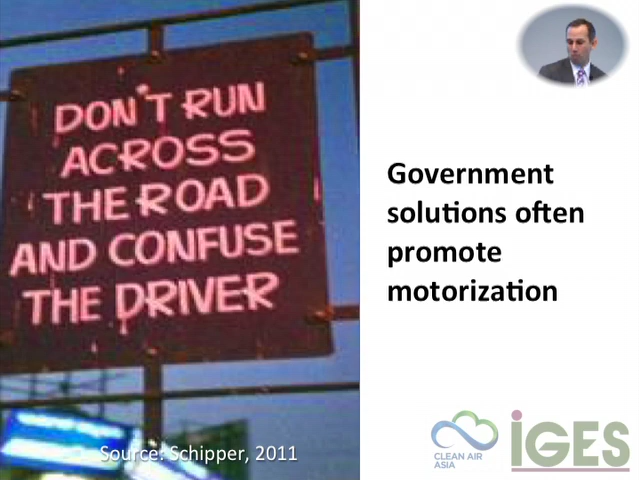 DON'T RUN
ACROSS
THE ROAD
AND CONFUSE
THE DRIVER
Source: Schipper, 2011
Government
solutions often
promote
motorization
CLEAN AIR
ASIA
iGES